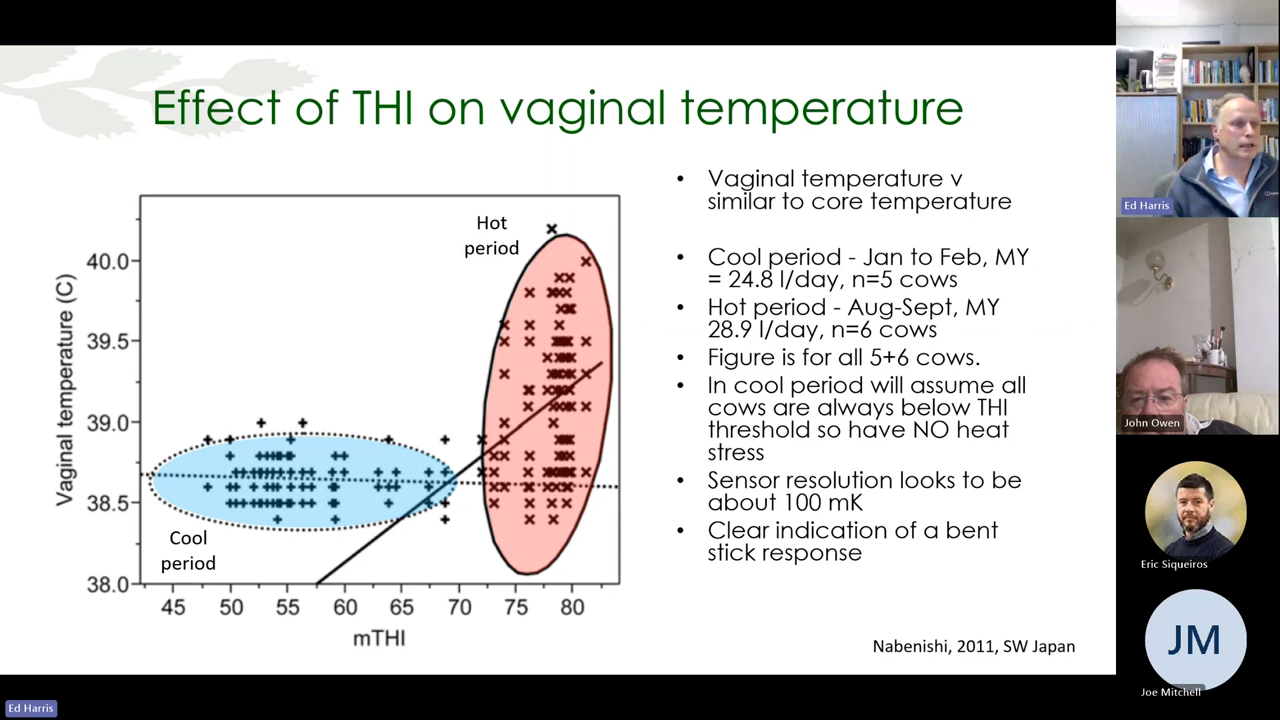 Effect of THI on vaginal temperature
Hot
period
40.0
39.5
39.0
38.5
38.0
Vaginal temperature (C)
Cool
period
45 50 55 60 65 70 75 80
mTHI
• Vaginal temperature v
similar to core temperature
• Cool period - Jan to Feb, MY
= 24.8 l/day, n=5 cows
• Hot period - Aug-Sept, MY
28.9 l/day, n=6 cows
• Figure is for all 5+6 cows.
• In cool period will assume all
cows are always below THI
threshold so have NO heat
stress
• Sensor resolution looks to be
about 100 mK
• Clear indication of a bent
stick response
Nabenishi, 2011, SW Japan
Ed Harris
John Owen
Eric Siqueiros
JM
Joe Mitchell
Ed Harris